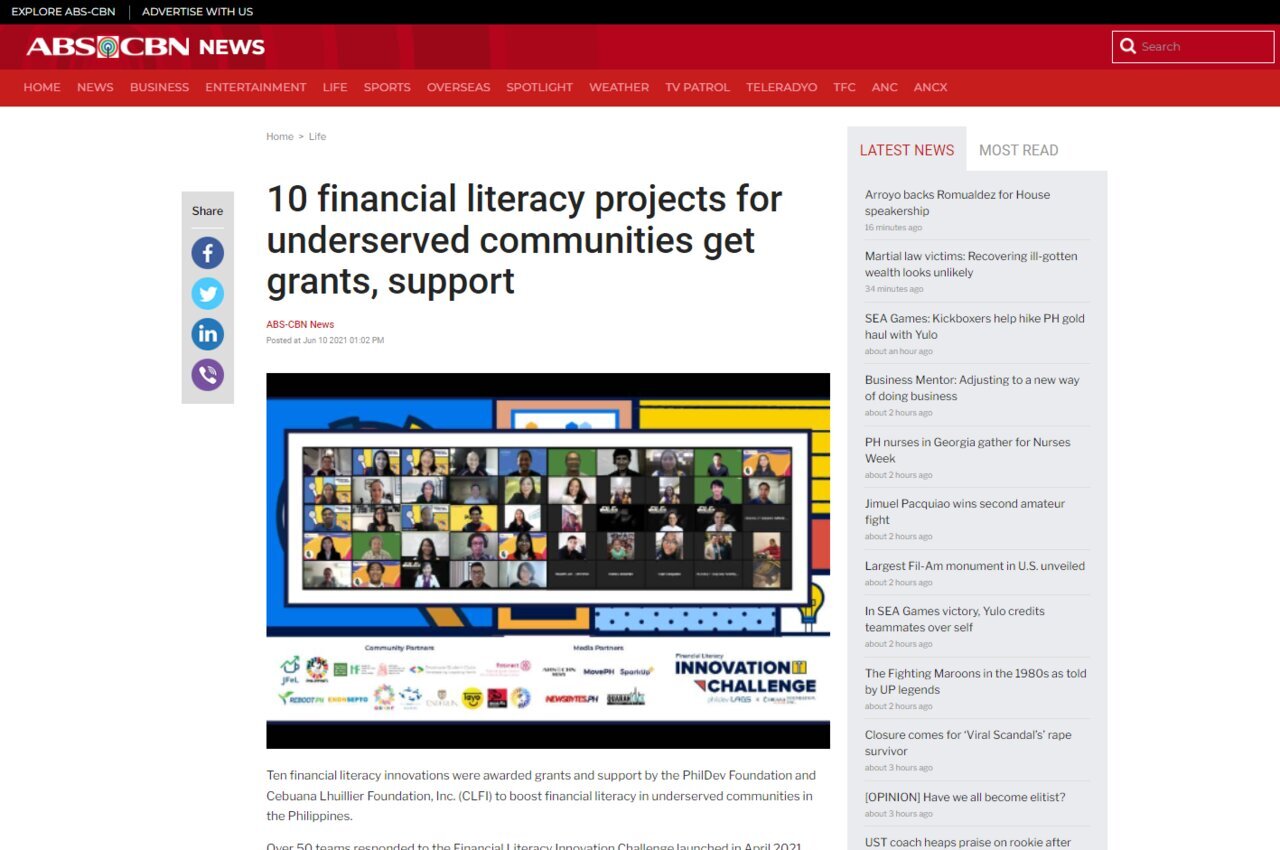 EXPLORE ABS-CBN
ADVERTISE WITH US
ABS-CBN NEWS
Search
HOME NEWS BUSINESS ENTERTAINMENT LIFE SPORTS OVERSEAS SPOTLIGHT WEATHER TV PATROL TELERADYO TFC ANC ANCX
Home > Life
10 financial literacy projects for
underserved communities get
grants, support
ABS-CBN News
Posted at Jun 10 2021 01:02 PM
Share
Community Partners
Media Partners
JFeL
REBOOT.PH
ABS-CBN NEWS
MovePH
SparkUp
NEWSBYTES.PH
Financial Literacy
INNOVATION
CHALLENGE
Ten financial literacy innovations were awarded grants and support by the PhilDev Foundation and
Cebuana Lhuillier Foundation, Inc. (CLFI) to boost financial literacy in underserved communities in
the Philippines.
Over 50 teams responded to the Financial Literacy Innovation Challenge launched in April 2021
LATEST NEWS
MOST READ
Arroyo backs Romualdez for House
speakership
16 minutes ago
Martial law victims: Recovering ill-gotten
wealth looks unlikely
34 minutes ago
SEA Games: Kickboxers help hike PH gold
haul with Yulo
about an hour ago
Business Mentor: Adjusting to a new way
of doing business
about 2 hours ago
PH nurses in Georgia gather for Nurses
Week
about 2 hours ago
Jimuel Pacquiao wins second amateur
fight
about 2 hours ago
Largest Fil-Am monument in U.S. unveiled
about 2 hours ago
In SEA Games victory, Yulo credits
teammates over self
about 2 hours ago
The Fighting Maroons in the 1980s as told
by UP legends
about 2 hours ago
Closure comes for ‘Viral Scandal’s’ rape
survivor
about 3 hours ago
[OPINION] Have we all become elitist?
about 3 hours ago
UST coach heaps praise on rookie after